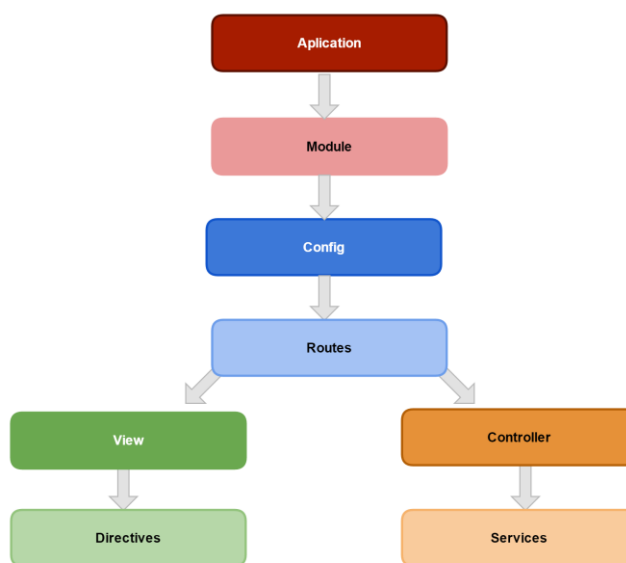 Aplication
Module
Config
Routes
View
Controller
Directives
Services